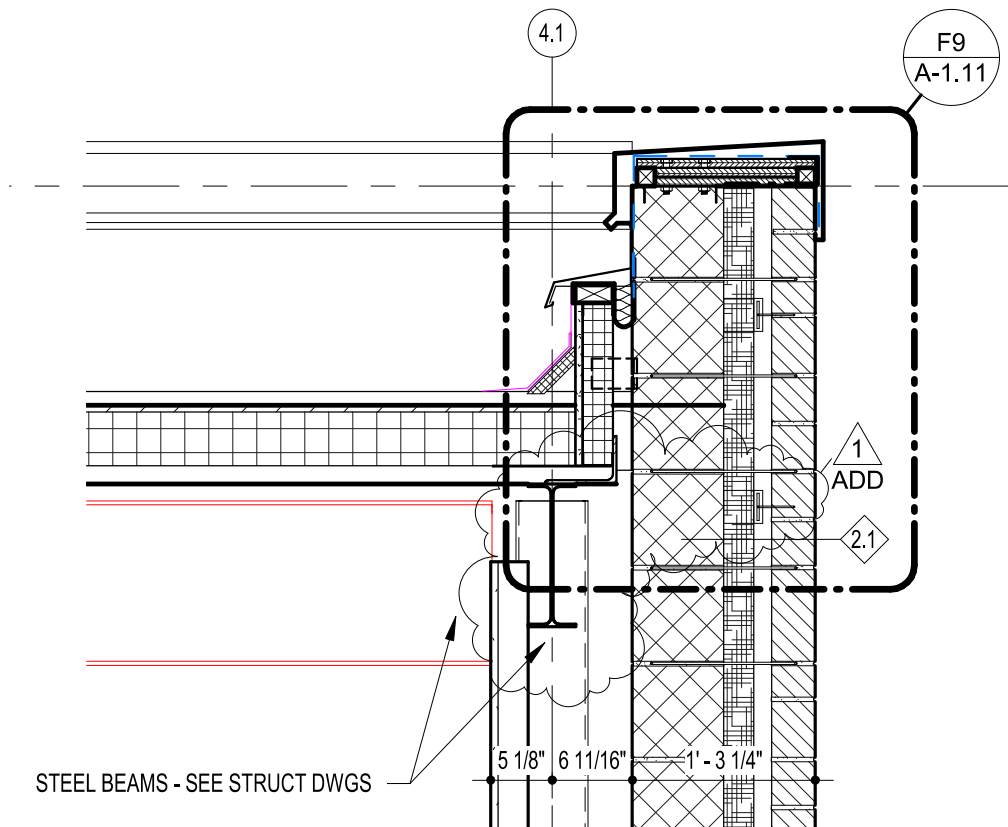 4.1
F9
A-1.11
1
ADD
2.1
5 1/8" 6 11/16" 1' - 3 1/4"
STEEL BEAMS - SEE STRUCT DWGS